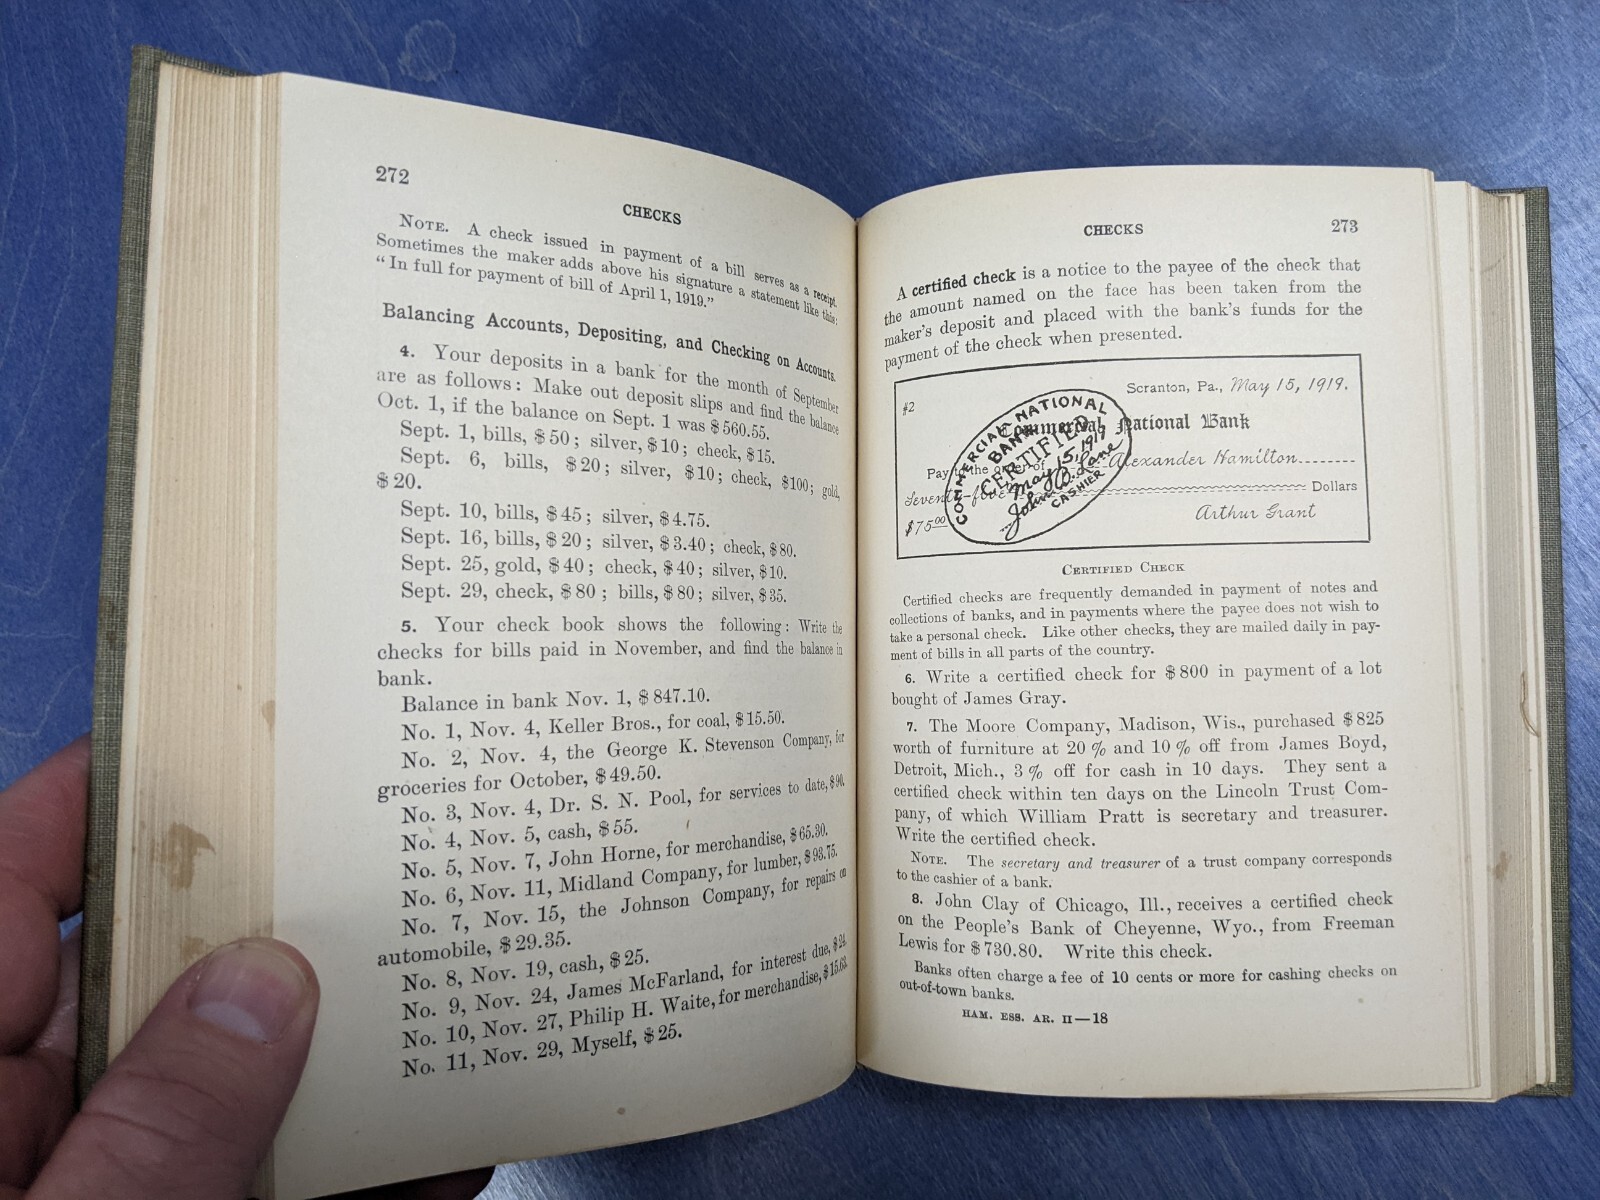 272
CHECKS
NOTE. A check issued in payment of a bill serves as a receipt.
Sometimes the maker adds above his signature a statement like this:
"In full for payment of bill of April 1, 1919."
Balancing Accounts, Depositing, and Checking on Accounts.
4. Your deposits in a bank for the month of September
are as follows: Make out deposit slips and find the balance
Oct. 1, if the balance on Sept. 1 was $560.55.
Sept. 1, bills, $50; silver, $10; check, $15.
Sept. 6, bills, $20; silver, $10; check, $100; gold,
$20.
Sept. 10, bills, $45; silver, $4.75.
Sept. 16, bills, $20; silver, $3.40; check, $80.
Sept. 25, gold, $40; check, $40; silver, $10.
Sept. 29, check, $80; bills, $80; silver, $35.
5. Your check book shows the following: Write the
checks for bills paid in November, and find the balance in
bank.
Balance in bank Nov. 1, $847.10.
No. 1, Nov. 4, Keller Bros., for coal, $15.50.
No. 2, Nov. 4, the George K. Stevenson Company, for
groceries for October, $49.50.
No. 3, Nov. 4, Dr. S. N. Pool, for services to date, $90.
No. 4, Nov. 5, cash, $55.
No. 5, Nov. 7, John Horne, for merchandise, $65.30.
No. 6, Nov. 11, Midland Company, for lumber, $93.75.
No. 7, Nov. 15, the Johnson Company, for repairs on
automobile, $29.35.
No. 8, Nov. 19, cash, $25.
No. 9, Nov. 24, James McFarland, for interest due, $24.
No. 10, Nov. 27, Philip H. Waite, for merchandise, $15.63.
No. 11, Nov. 29, Myself, $25.
CHECKS
273
A certified check is a notice to the payee of the check that
the amount named on the face has been taken from the
maker's deposit and placed with the bank's funds for the
payment of the check when presented.
Scranton, Pa., May 15, 1919.
#2
Commercial National Bank
Pay to the order of Alexander Hamilton
Seventy-five Dollars
$75.00 Arthur Grant
COMMERCIAL NATIONAL
BANK
CERTIFIED
May 15, 1919
John B. Lane
CASHIER
CERTIFIED CHECK
Certified checks are frequently demanded in payment of notes and
collections of banks, and in payments where the payee does not wish to
take a personal check. Like other checks, they are mailed daily in pay-
ment of bills in all parts of the country.
6. Write a certified check for $800 in payment of a lot
bought of James Gray.
7. The Moore Company, Madison, Wis., purchased $825
worth of furniture at 20% and 10% off from James Boyd,
Detroit, Mich., 3% off for cash in 10 days. They sent a
certified check within ten days on the Lincoln Trust Com-
pany, of which William Pratt is secretary and treasurer.
Write the certified check.
NOTE. The secretary and treasurer of a trust company corresponds
to the cashier of a bank.
8. John Clay of Chicago, Ill., receives a certified check
on the People's Bank of Cheyenne, Wyo., from Freeman
Lewis for $730.80. Write this check.
Banks often charge a fee of 10 cents or more for cashing checks on
out-of-town banks.
HAM. ESS. AR. II—18